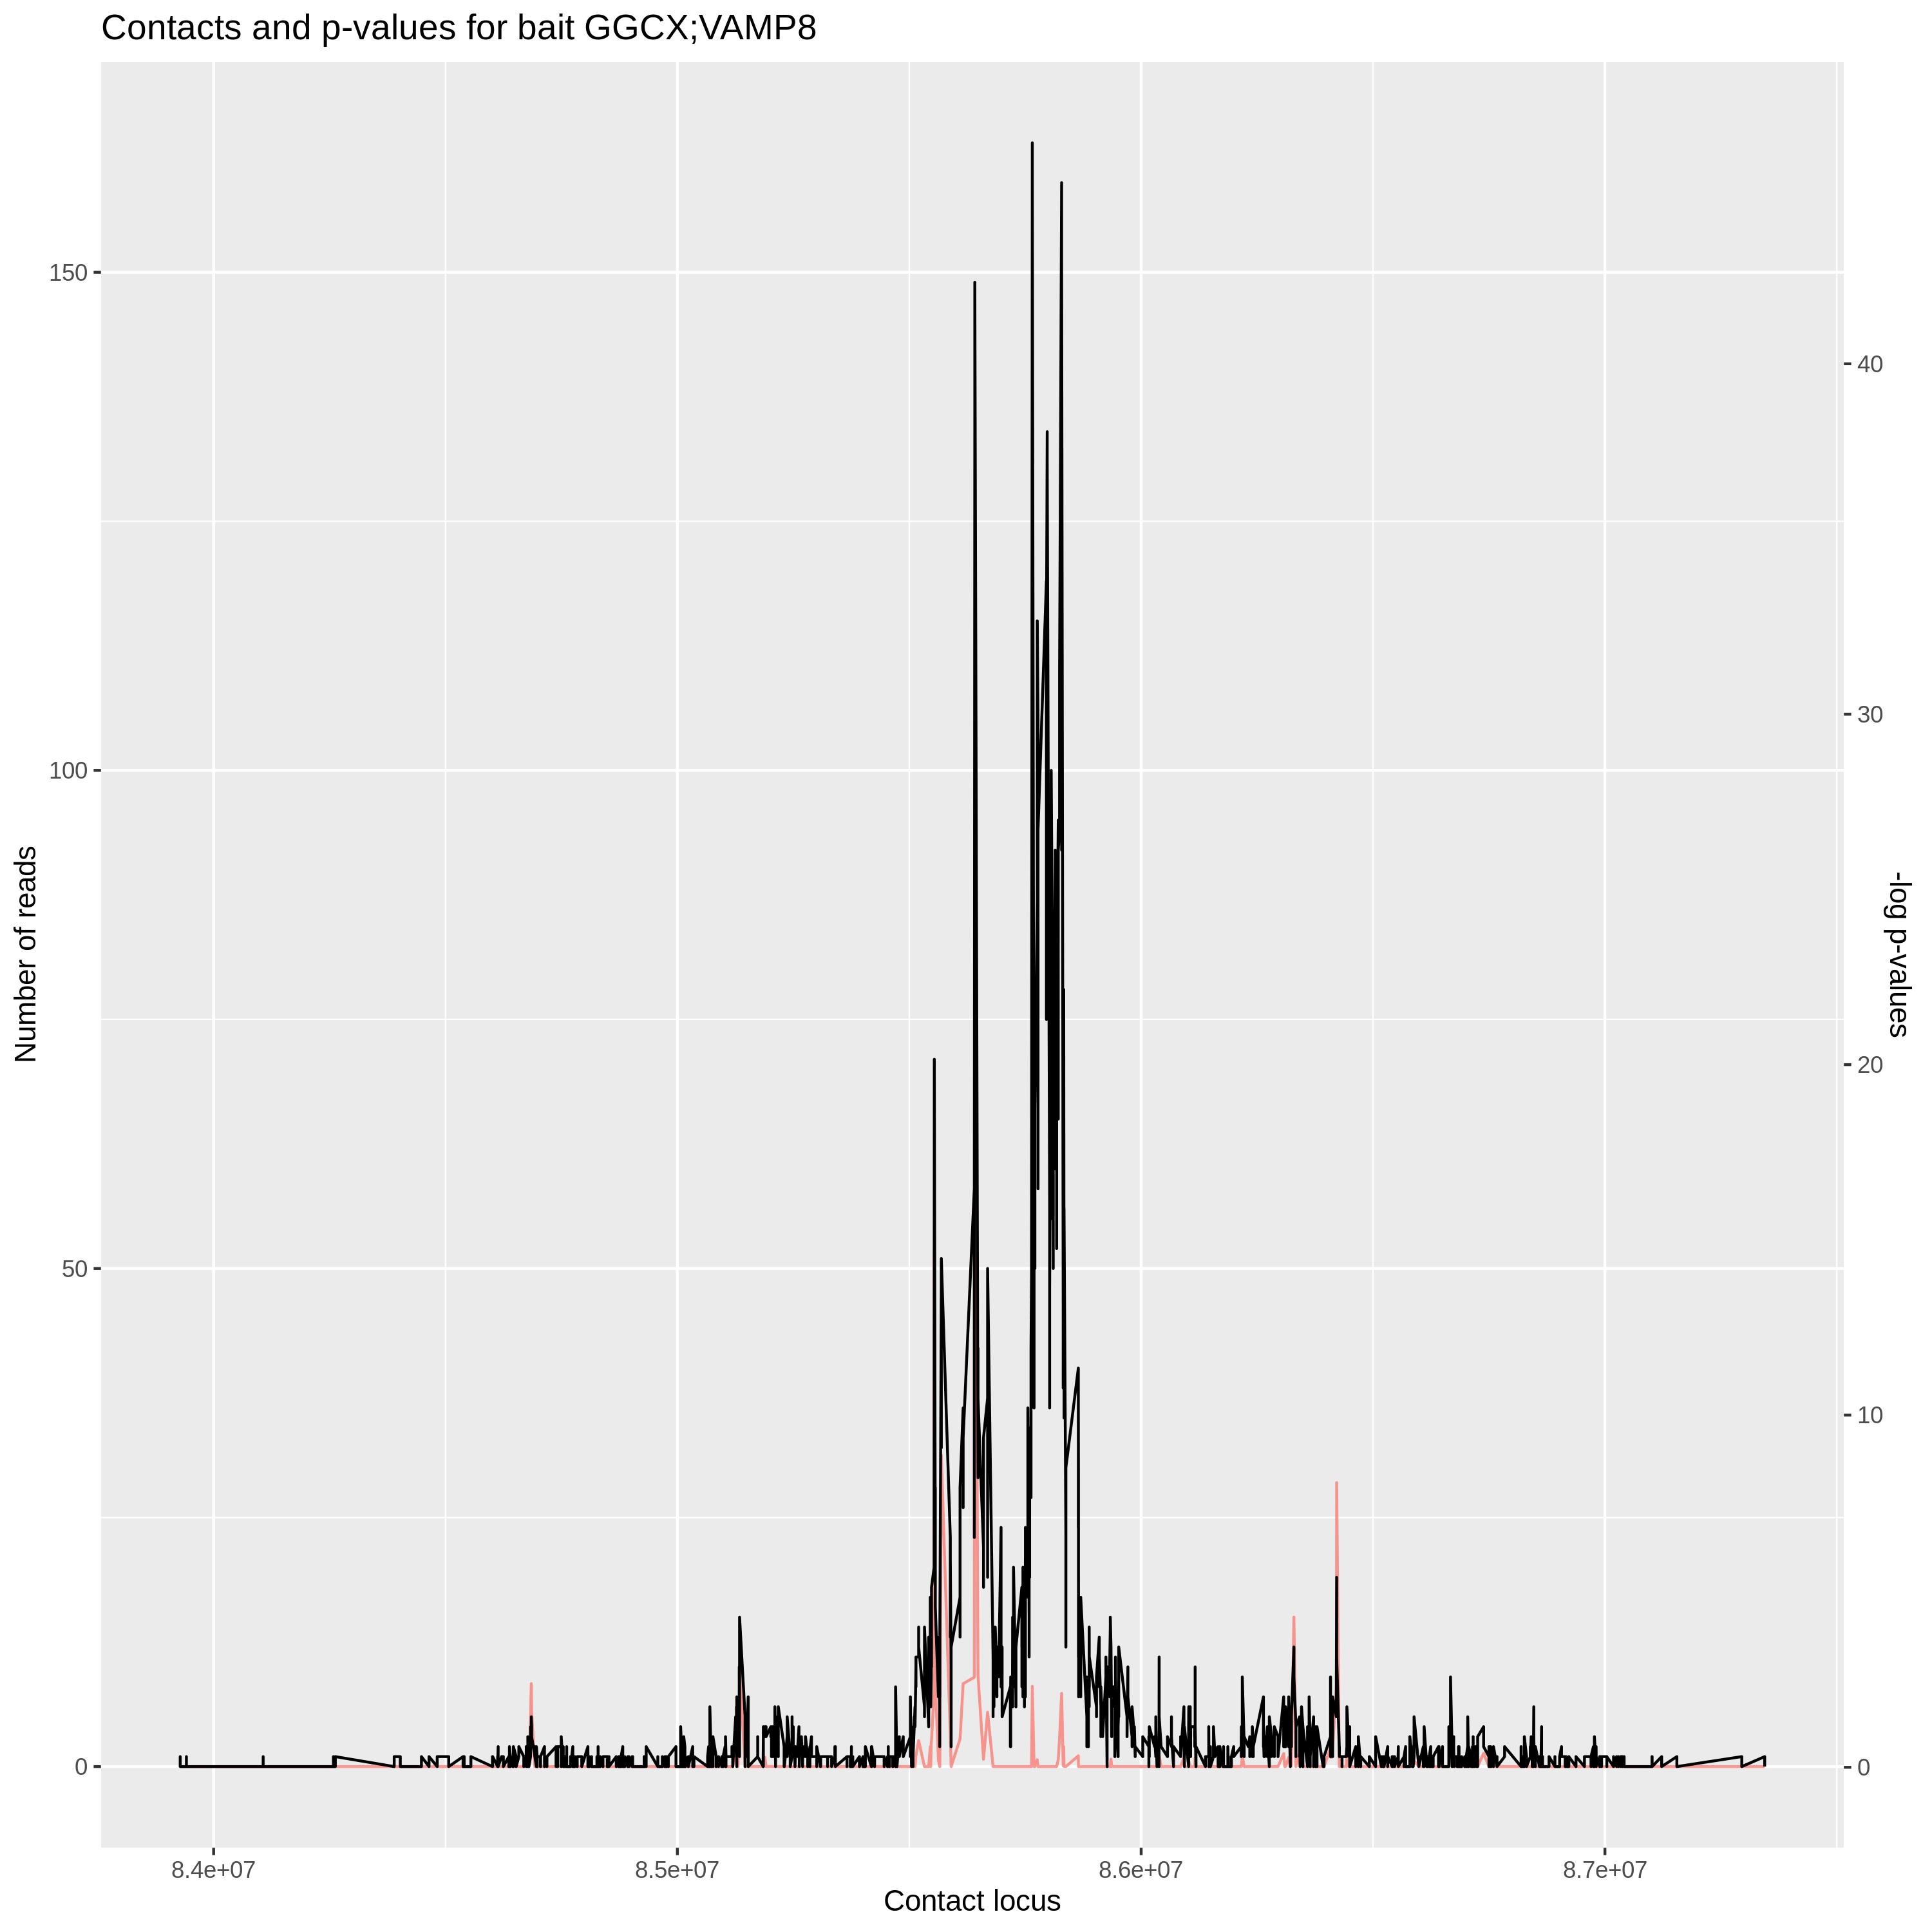 Contacts and p-values for bait GGCX;VAMP8
150
100
50
0
Number of reads
40
30
20
10
0
-log p-values
8.4e+07
8.5e+07
8.6e+07
8.7e+07
Contact locus